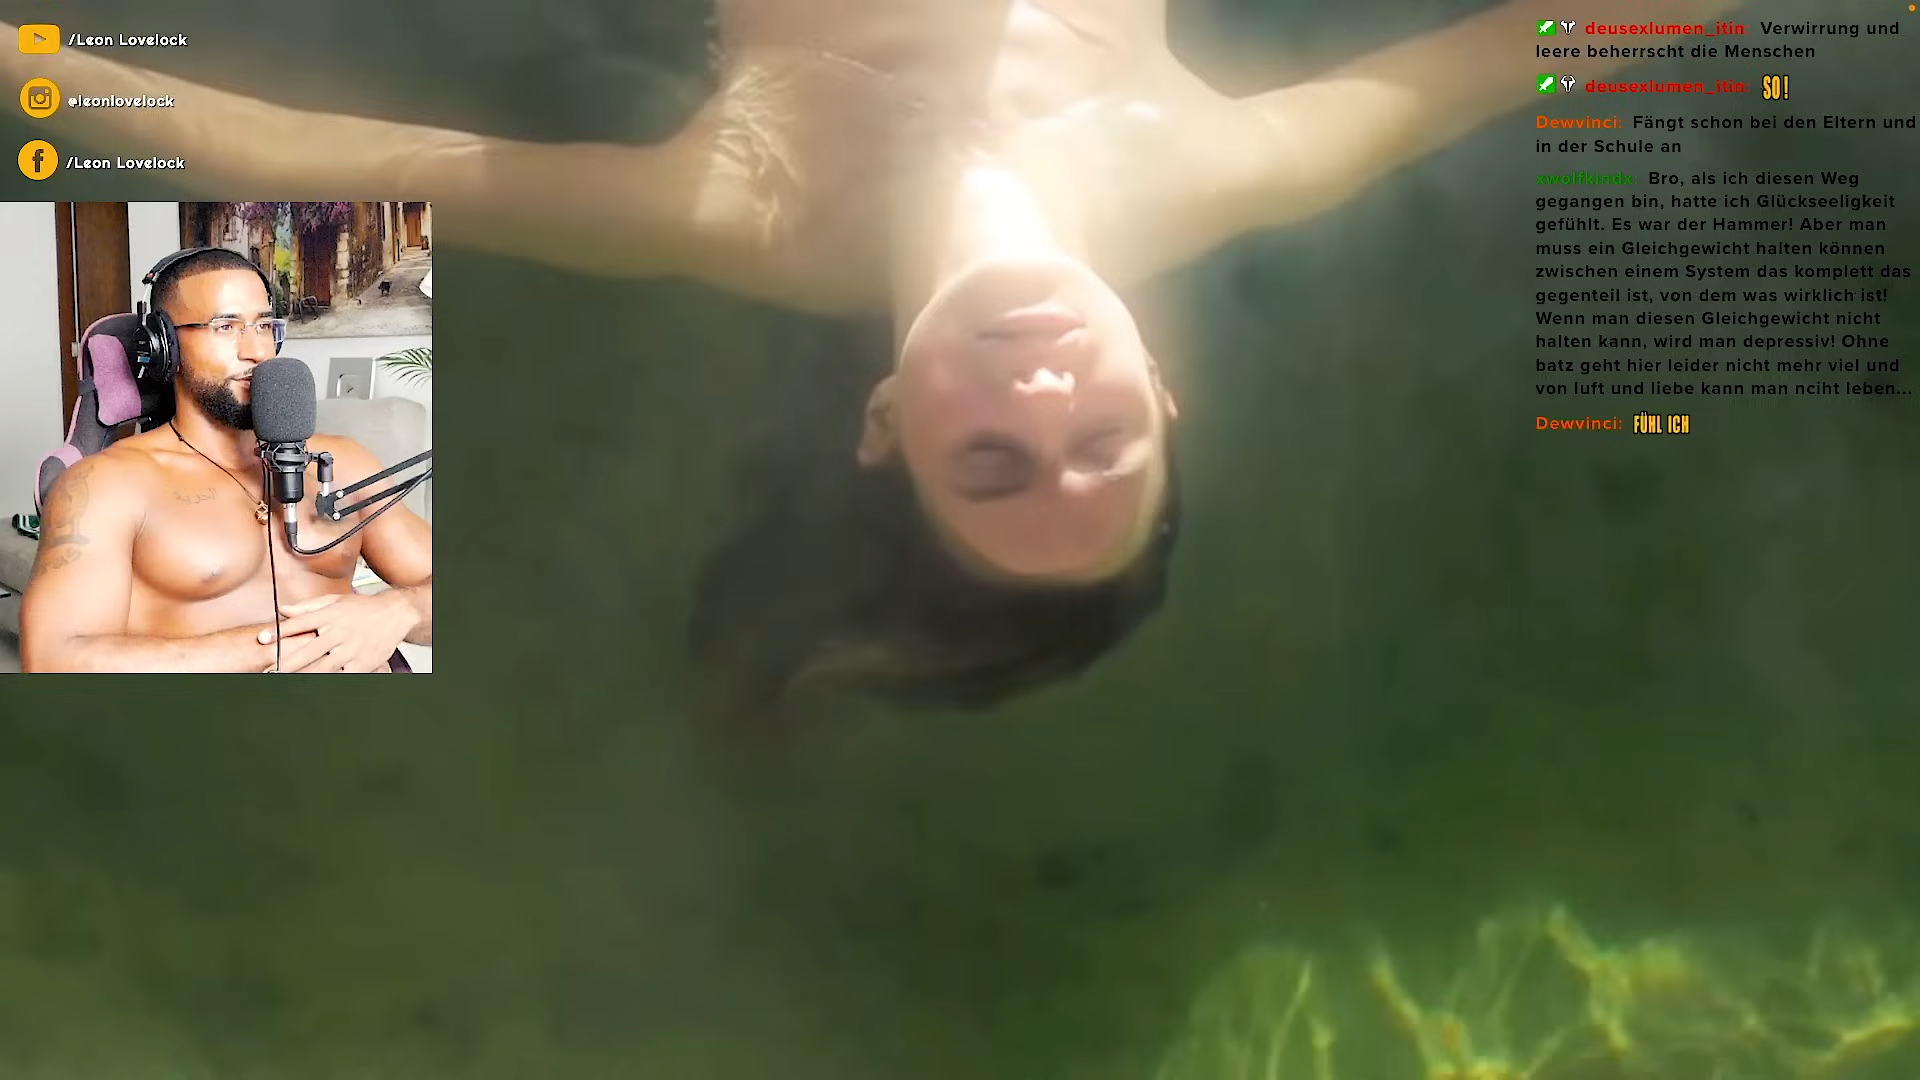 /Leon Lovelock
@leonlovelock
/Leon Lovelock
deusexlumen_itin: Verwirrung und
leere beherrscht die Menschen
deusexlumen_itin: SO!
Dewvinci: Fängt schon bei den Eltern und
in der Schule an
xwolfkindx: Bro, als ich diesen Weg
gegangen bin, hatte ich Glückseeligkeit
gefühlt. Es war der Hammer! Aber man
muss ein Gleichgewicht halten können
zwischen einem System das komplett das
gegenteil ist, von dem was wirklich ist!
Wenn man diesen Gleichgewicht nicht
halten kann, wird man depressiv! Ohne
batz geht hier leider nicht mehr viel und
von luft und liebe kann man nciht leben...
Dewvinci: FÜHL ICH